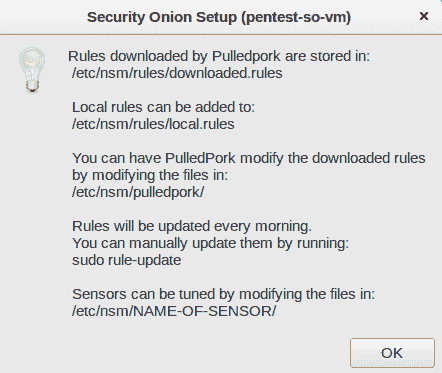 Security Onion Setup (pentest-so-vm)
Rules downloaded by Pulledpork are stored in:
/etc/nsm/rules/downloaded.rules
Local rules can be added to:
/etc/nsm/rules/local.rules
You can have PulledPork modify the downloaded rules
by modifying the files in:
/etc/nsm/pulledpork/
Rules will be updated every morning.
You can manually update them by running:
sudo rule-update
Sensors can be tuned by modifying the files in:
/etc/nsm/NAME-OF-SENSOR/
OK